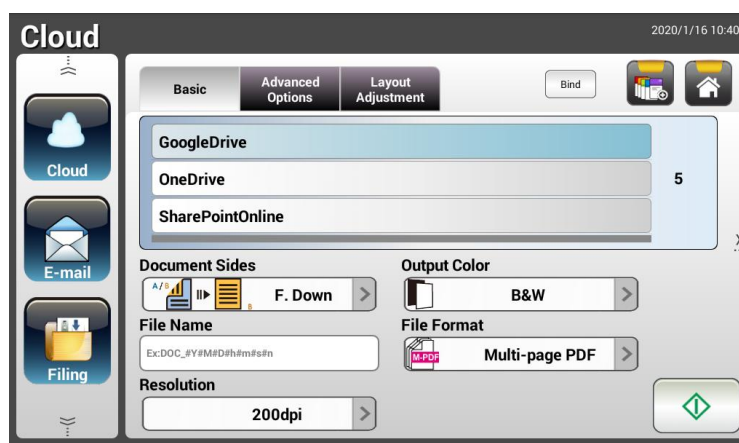 Cloud
2020/1/16 10:40
Basic
Advanced
Options
Layout
Adjustment
Bind
Cloud
E-mail
Filing
GoogleDrive
OneDrive
SharePointOnline
5
Document Sides
A/B
B
F. Down
Output Color
B&W
File Name
Ex:DOC_#Y#M#D#h#m#s#n
File Format
M-PDF
Multi-page PDF
Resolution
200dpi